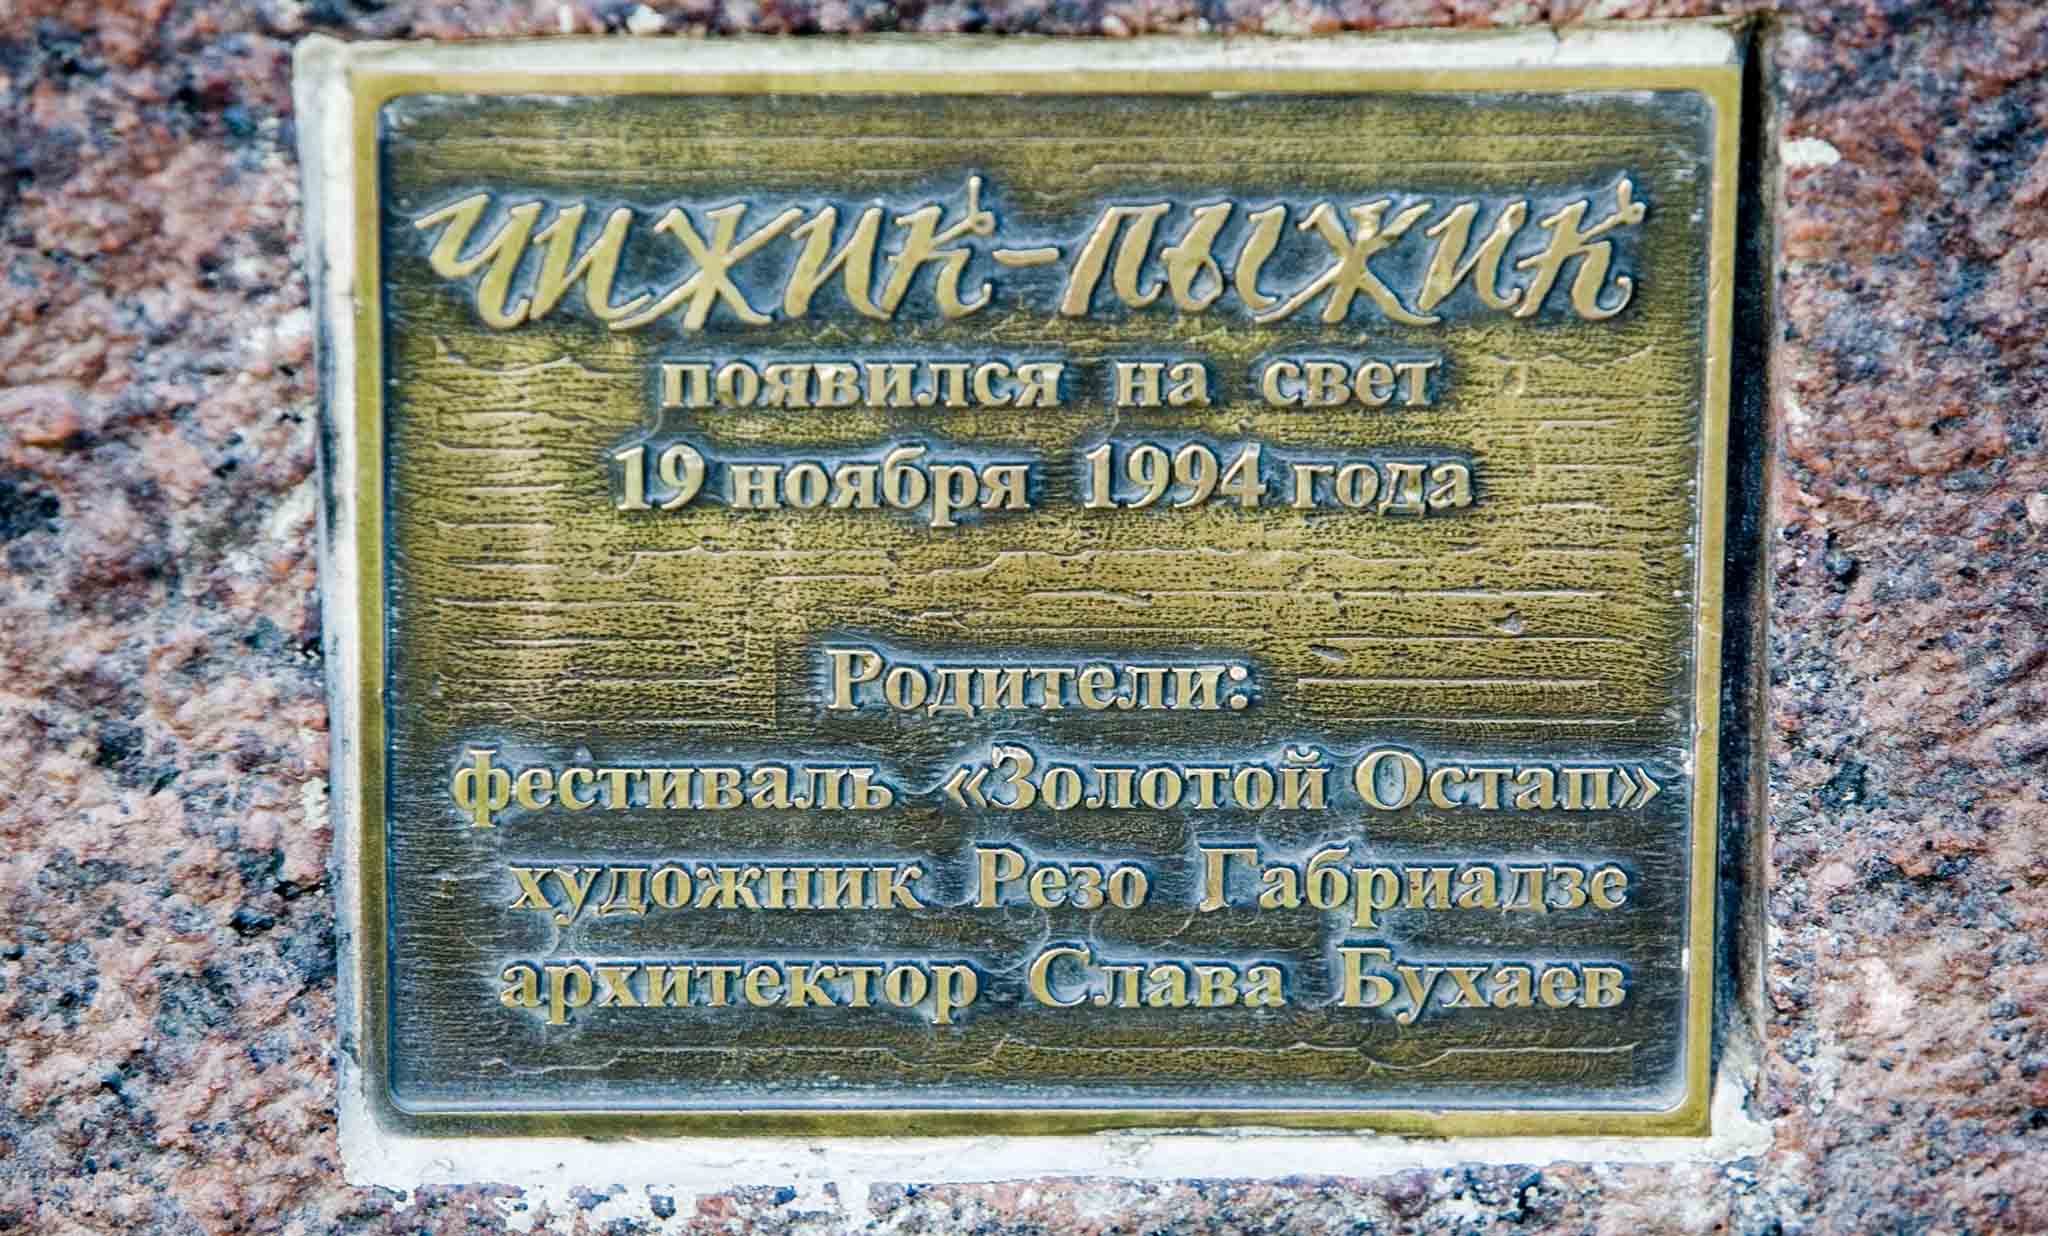 Чижик-пыжик
появился на свет
19 ноября 1994 года
Родители:
фестиваль «Золотой Остап»
художник Резо Габриадзе
архитектор Слава Бухаев